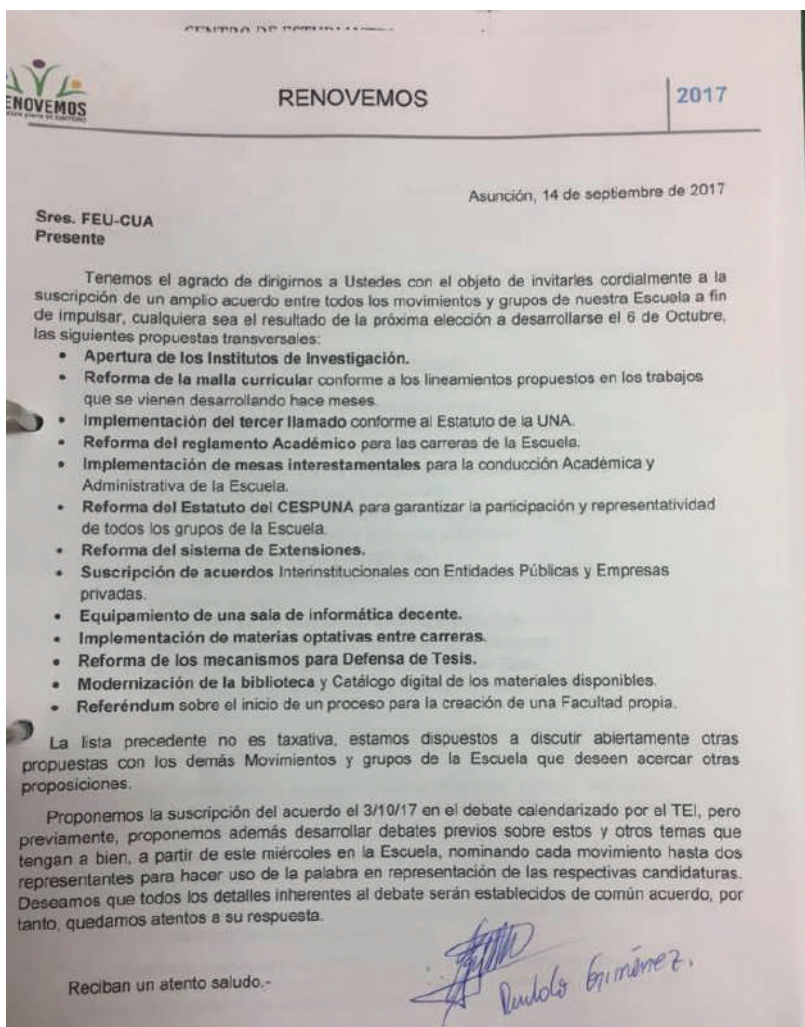 CENTRO DE ESTUDIANTES
RENOVEMOS
2017
ENOVEMOS
Asunción, 14 de septiembre de 2017
Sres. FEU-CUA
Presente
Tenemos el agrado de dirigirnos a Ustedes con el objeto de invitarles cordialmente a la
suscripción de un amplio acuerdo entre todos los movimientos y grupos de nuestra Escuela a fin
de impulsar, cualquiera sea el resultado de la próxima elección a desarrollarse el 6 de Octubre,
las siguientes propuestas transversales:
• Apertura de los Institutos de Investigación.
• Reforma de la malla curricular conforme a los lineamientos propuestos en los trabajos
que se vienen desarrollando hace meses.
• Implementación del tercer llamado conforme al Estatuto de la UNA.
• Reforma del reglamento Académico para las carreras de la Escuela.
• Implementación de mesas interestamentales para la conducción Académica y
Administrativa de la Escuela.
• Reforma del Estatuto del CESPUNA para garantizar la participación y representatividad
de todos los grupos de la Escuela.
• Reforma del sistema de Extensiones.
• Suscripción de acuerdos Interinstitucionales con Entidades Públicas y Empresas
privadas.
• Equipamiento de una sala de informática decente.
• Implementación de materias optativas entre carreras.
• Reforma de los mecanismos para Defensa de Tesis.
• Modernización de la biblioteca y Catálogo digital de los materiales disponibles.
• Referéndum sobre el inicio de un proceso para la creación de una Facultad propia.
La lista precedente no es taxativa, estamos dispuestos a discutir abiertamente otras
propuestas con los demás Movimientos y grupos de la Escuela que deseen acercar otras
proposiciones.
Proponemos la suscripción del acuerdo el 3/10/17 en el debate calendarizado por el TEI, pero
previamente, proponemos además desarrollar debates previos sobre estos y otros temas que
tengan a bien, a partir de este miércoles en la Escuela, nominando cada movimiento hasta dos
representantes para hacer uso de la palabra en representación de las respectivas candidaturas.
Deseamos que todos los detalles inherentes al debate serán establecidos de común acuerdo, por
tanto, quedamos atentos a su respuesta.
Reciban un atento saludo.-
Giménez.